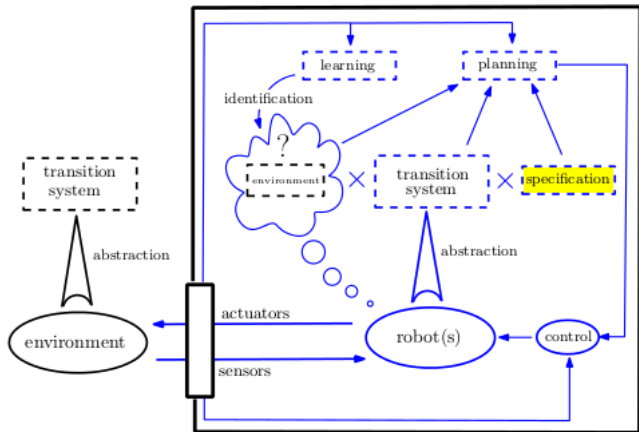 learning
planning
identification
?
environment
×
transition
system
×
specification
transition
system
abstraction
abstraction
actuators
environment
robot(s)
control
sensors